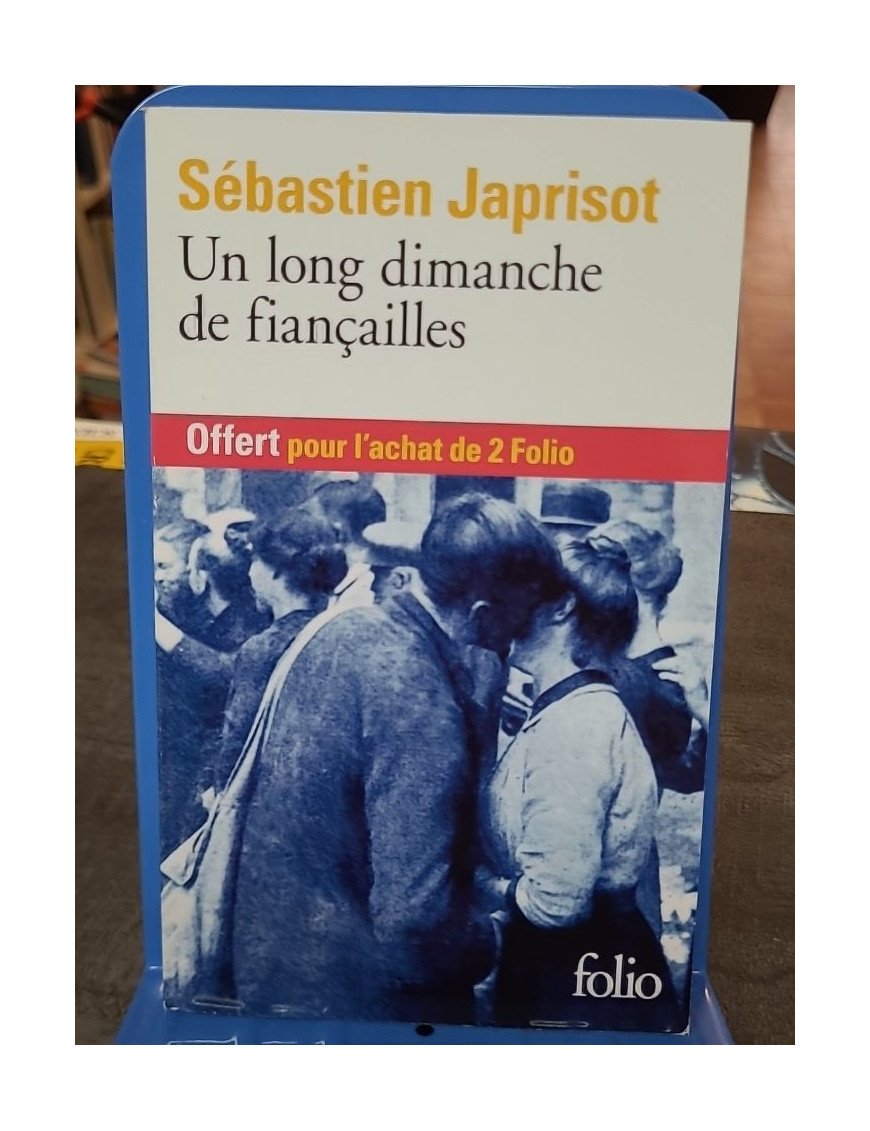 Sébastien Japrisot
Un long dimanche
de fiançailles
Offert pour l'achat de 2 Folio
folio